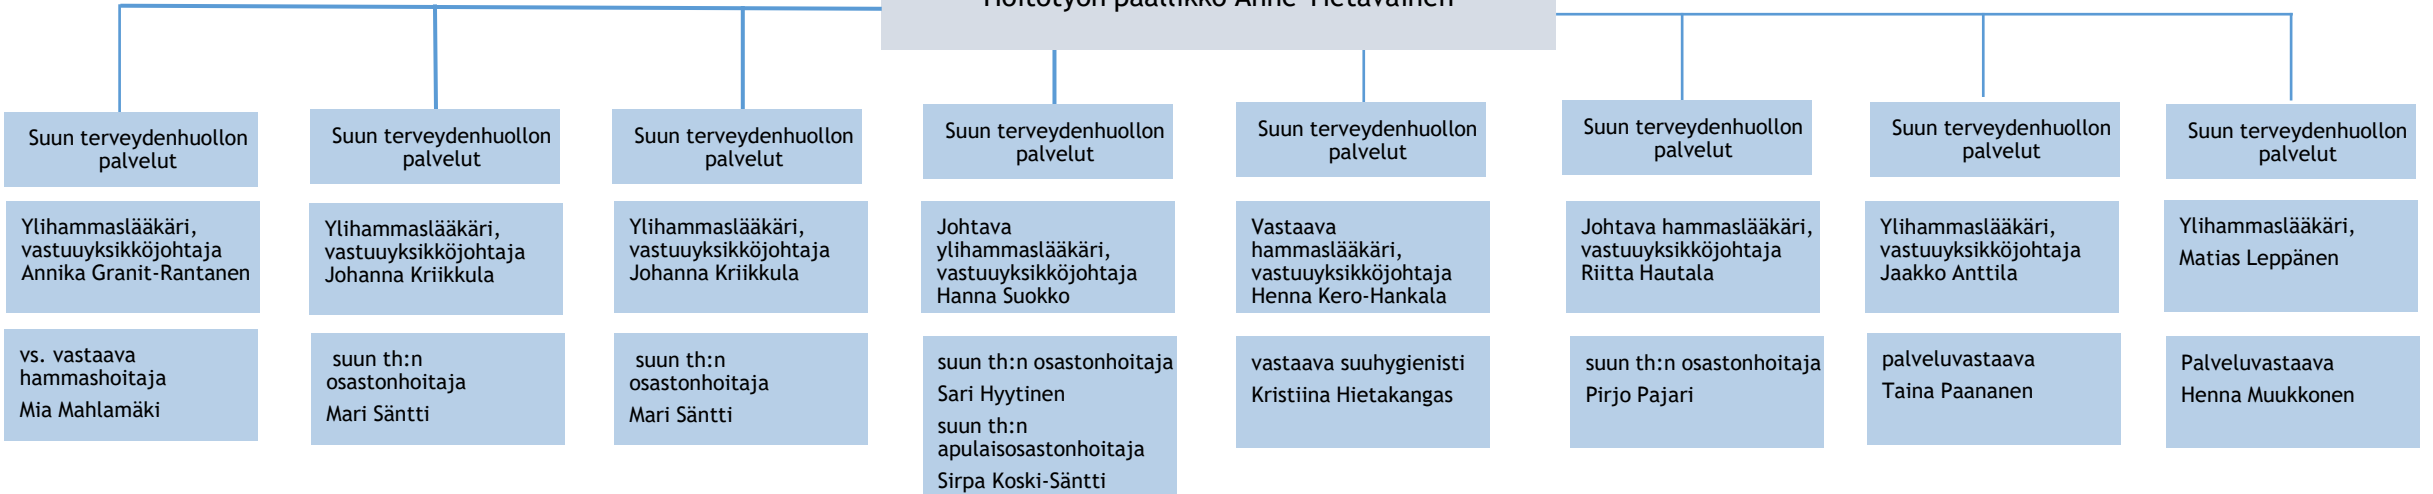 Hoitotyön päällikkö Anne
Suun terveydenhuollon
palvelut
Ylihammaslääkäri,
vastuuyksikköjohtaja
Annika Granit-Rantanen
vs. vastaava
hammashoitaja
Mia Mahlamäki
Suun terveydenhuollon
palvelut
Ylihammaslääkäri,
vastuuyksikköjohtaja
Johanna Kriikkula
suun th:n
osastonhoitaja
Mari Säntti
Suun terveydenhuollon
palvelut
Ylihammaslääkäri,
vastuuyksikköjohtaja
Johanna Kriikkula
suun th:n
osastonhoitaja
Mari Säntti
Suun terveydenhuollon
palvelut
Johtava
ylihammaslääkäri,
vastuuyksikköjohtaja
Hanna Suokko
suun th:n osastonhoitaja
Sari Hyytinen
suun th:n
apulaisosastonhoitaja
Sirpa Koski-Säntti
Suun terveydenhuollon
palvelut
Vastaava
hammaslääkäri,
vastuuyksikköjohtaja
Henna Kero-Hankala
vastaava suuhygienisti
Kristiina Hietakangas
Suun terveydenhuollon
palvelut
Johtava hammaslääkäri,
vastuuyksikköjohtaja
Riitta Hautala
suun th:n osastonhoitaja
Pirjo Pajari
Suun terveydenhuollon
palvelut
Ylihammaslääkäri,
vastuuyksikköjohtaja
Jaakko Anttila
palveluvastaava
Taina Paananen
Suun terveydenhuollon
palvelut
Ylihammaslääkäri,
Matias Leppänen
Palveluvastaava
Henna Muukkonen